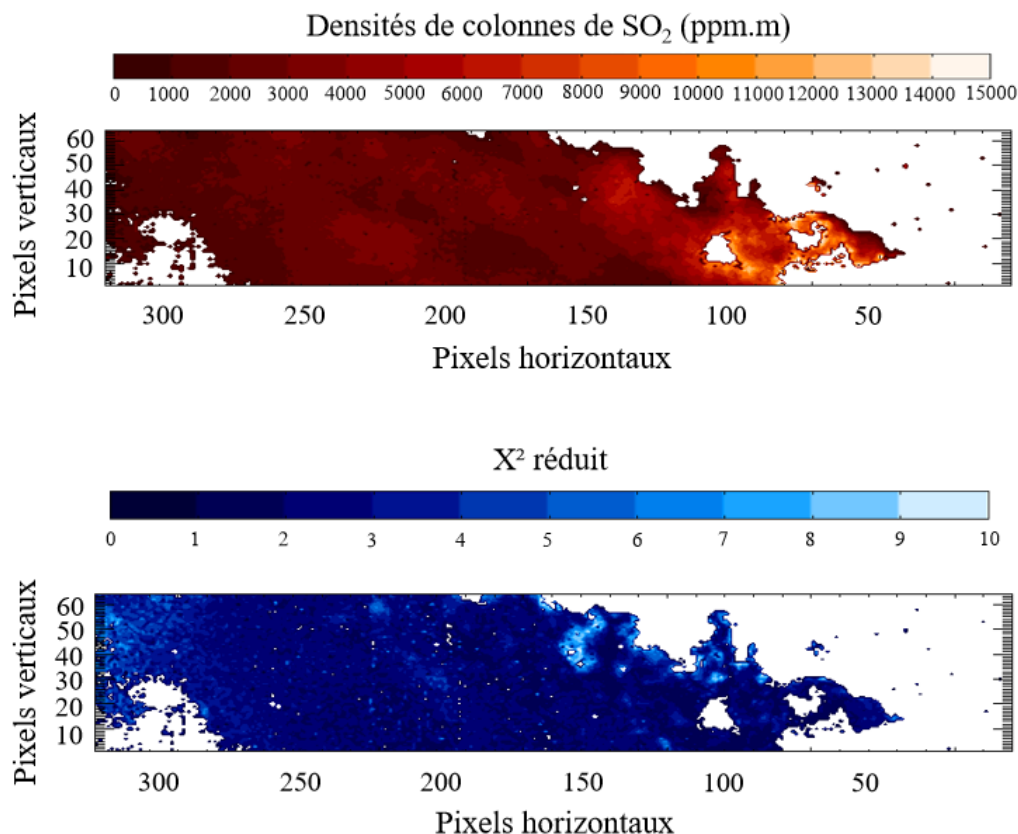 Densités de colonnes de SO₂ (ppm.m)
0 1000 2000 3000 4000 5000 6000 7000 8000 9000 10000 11000 12000 13000 14000 15000
Pixels verticaux
60
50
40
30
20
10
300 250 200 150 100 50
Pixels horizontaux
X² réduit
0 1 2 3 4 5 6 7 8 9 10
Pixels verticaux
60
50
40
30
20
10
300 250 200 150 100 50
Pixels horizontaux